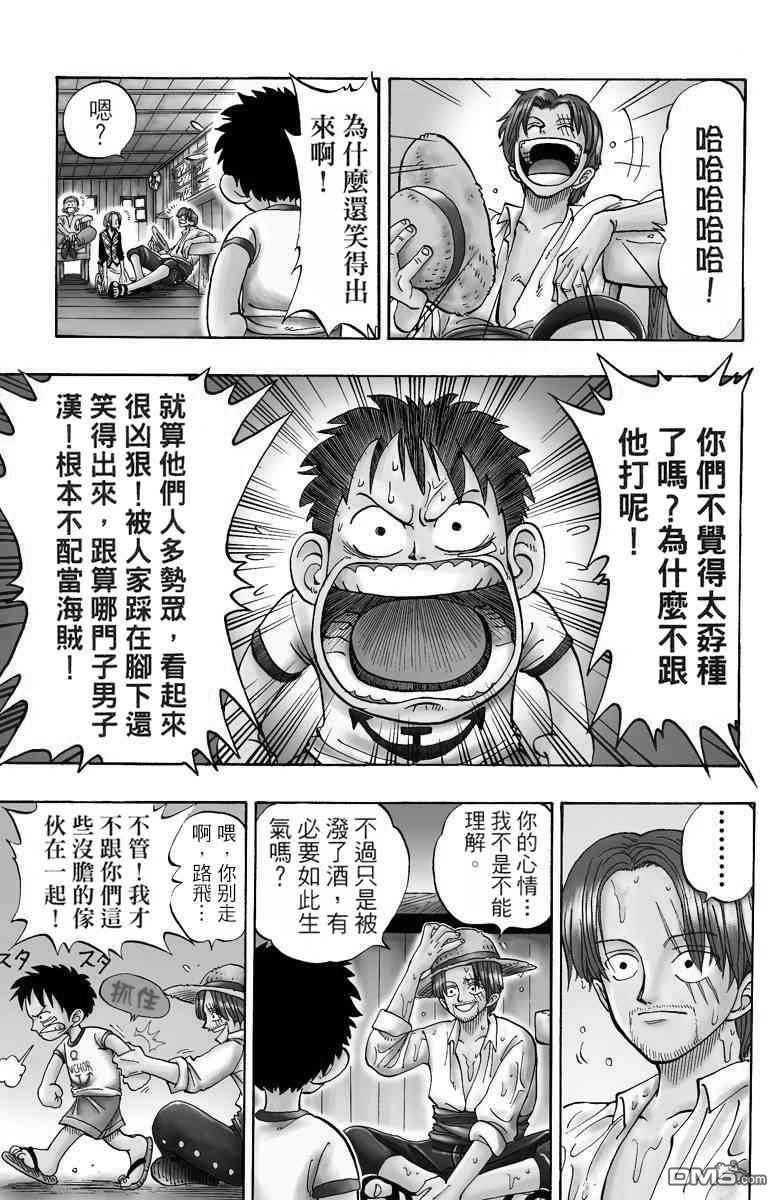 哈哈哈哈哈！
為什麼還笑得出
來啊！
嗯？
你們不覺得太孬種
了嗎？為什麼不跟
他打呢！
就算他們人多勢眾，看起來
很凶狠！被人家踩在腳下還
笑得出來，跟算哪門子男子
漢！根本不配當海賊！
………
你的心情…
我不是不能
理解。
不過只是被
潑了酒，有
必要如此生
氣嗎？
喂，你別走
啊，路飛…
抓住
不管！我才
不跟你們這
些沒膽的傢
伙在一起！
スタ
スタ
NCHOR
DM5.com